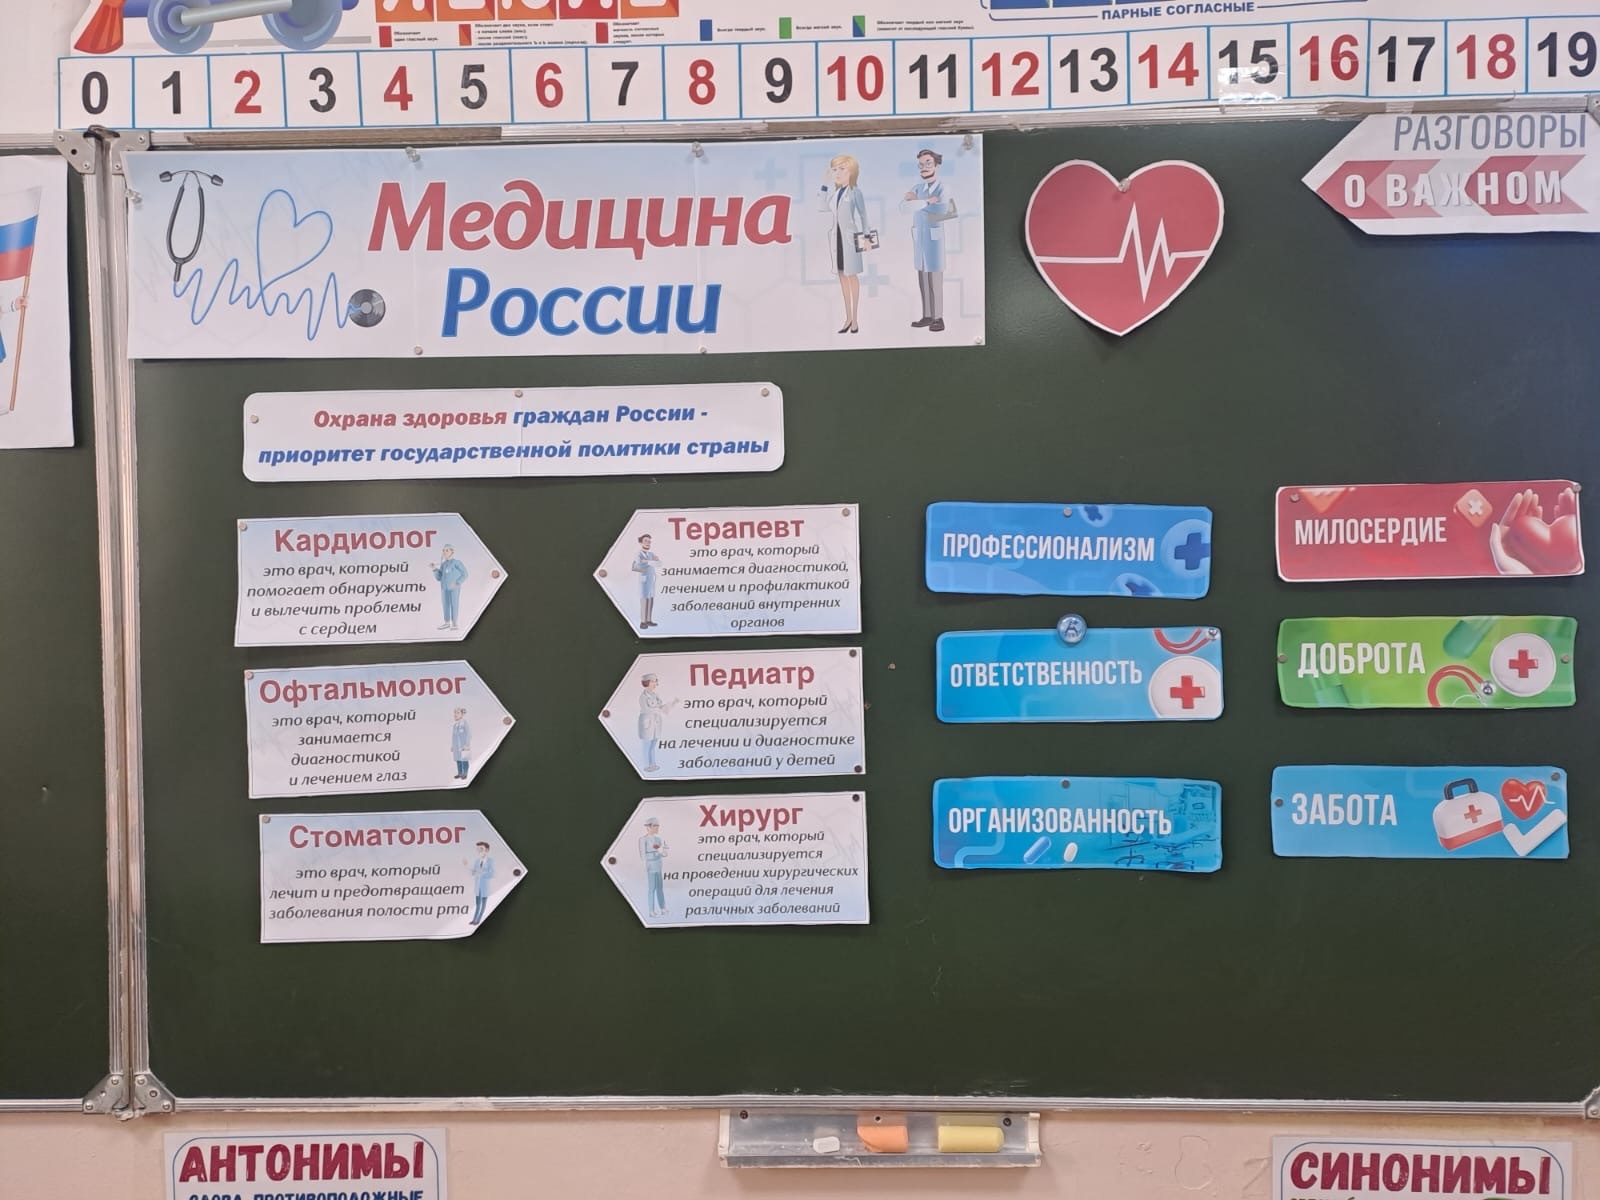 ПАРНЫЕ СОГЛАСНЫЕ
0 1 2 3 4 5 6 7 8 9 10 11 12 13 14 15 16 17 18 19
Медицина
России
РАЗГОВОРЫ
О ВАЖНОМ
Охрана здоровья граждан России -
приоритет государственной политики страны
Кардиолог
это врач, который
помогает обнаружить
и вылечить проблемы
с сердцем
Офтальмолог
это врач, который
занимается
диагностикой
и лечением глаз
Стоматолог
это врач, который
лечит и предотвращает
заболевания полости рта
Терапевт
это врач, который
занимается диагностикой,
лечением и профилактикой
заболеваний внутренних
органов
Педиатр
это врач, который
специализируется
на лечении и диагностике
заболеваний у детей
Хирург
это врач, который
специализируется
на проведении хирургических
операций для лечения
различных заболеваний
ПРОФЕССИОНАЛИЗМ
ОТВЕТСТВЕННОСТЬ
ОРГАНИЗОВАННОСТЬ
МИЛОСЕРДИЕ
ДОБРОТА
ЗАБОТА
АНТОНИМЫ
СЛОВА, ПРОТИВОПОЛОЖНЫЕ
СИНОНИМЫ